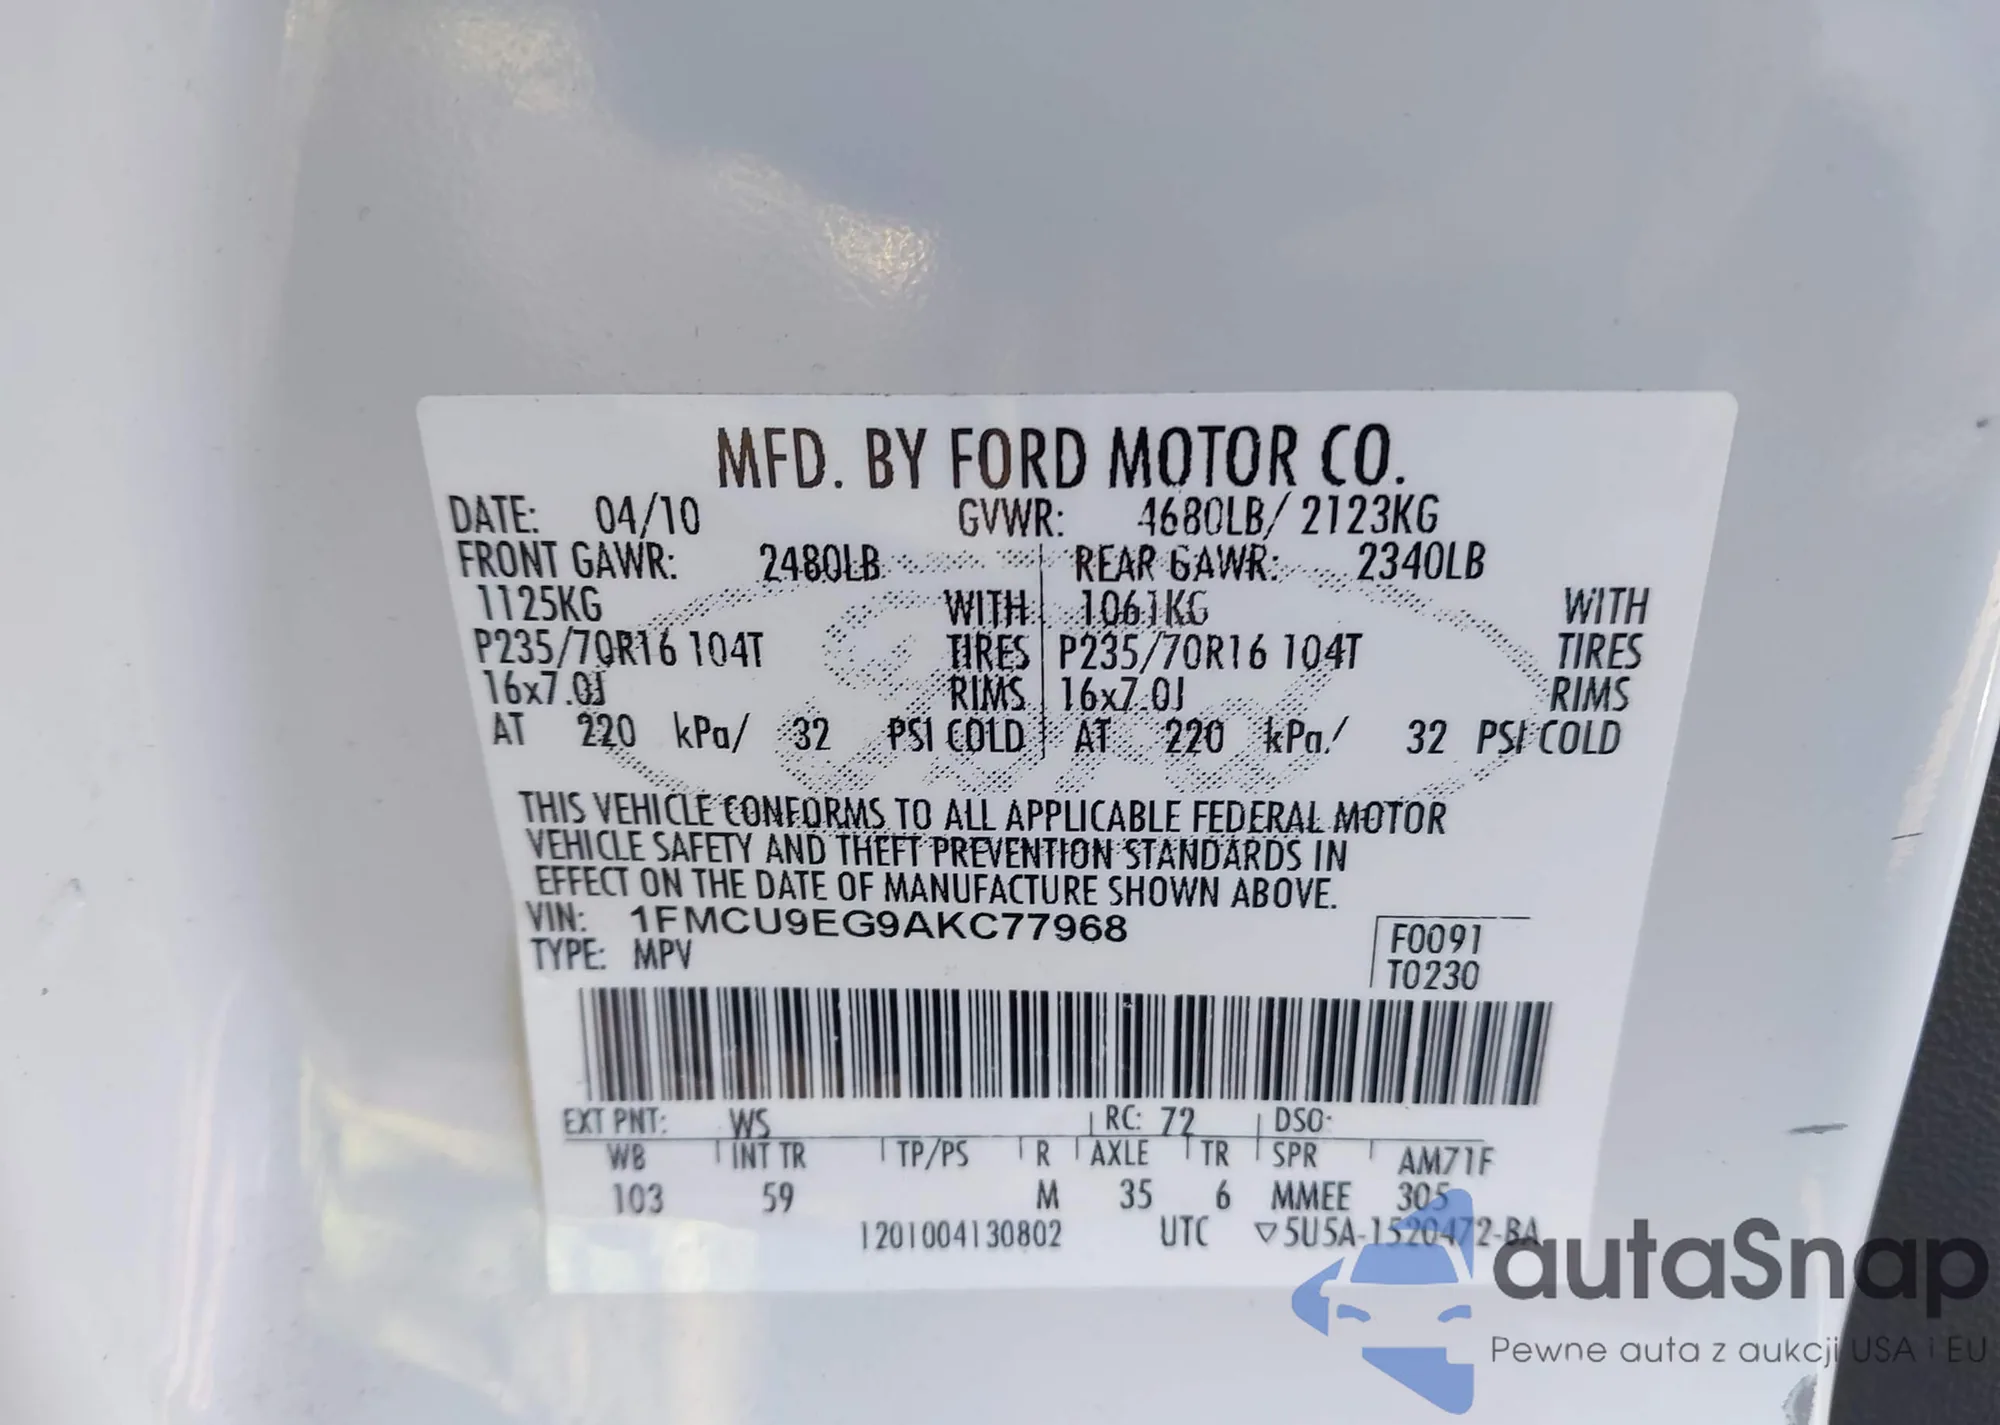 MFD. BY FORD MOTOR CO.
DATE: 04/10 GVWR: 4680LB/ 2123KG
FRONT GAWR: 2480LB REAR GAWR: 2340LB
1125KG WITH 1061KG WITH
P235/70R16 104T TIRES P235/70R16 104T TIRES
16x7.0J RIMS 16x7.0J RIMS
AT 220 kPa/ 32 PSI COLD AT 220 kPa/ 32 PSI COLD
THIS VEHICLE CONFORMS TO ALL APPLICABLE FEDERAL MOTOR
VEHICLE SAFETY AND THEFT PREVENTION STANDARDS IN
EFFECT ON THE DATE OF MANUFACTURE SHOWN ABOVE.
VIN: 1FMCU9EG9AKC77968
TYPE: MPV
F0091
T0230
EXT PNT: WS RC: 72 DSO:
WB INT TR TP/PS R AXLE TR SPR AM71F
103 59 M 35 6 MMEE 305
1201004130802 UTC ▽5U5A-1520472-BA
autaSnap
Pewne auta z aukcji USA i EU